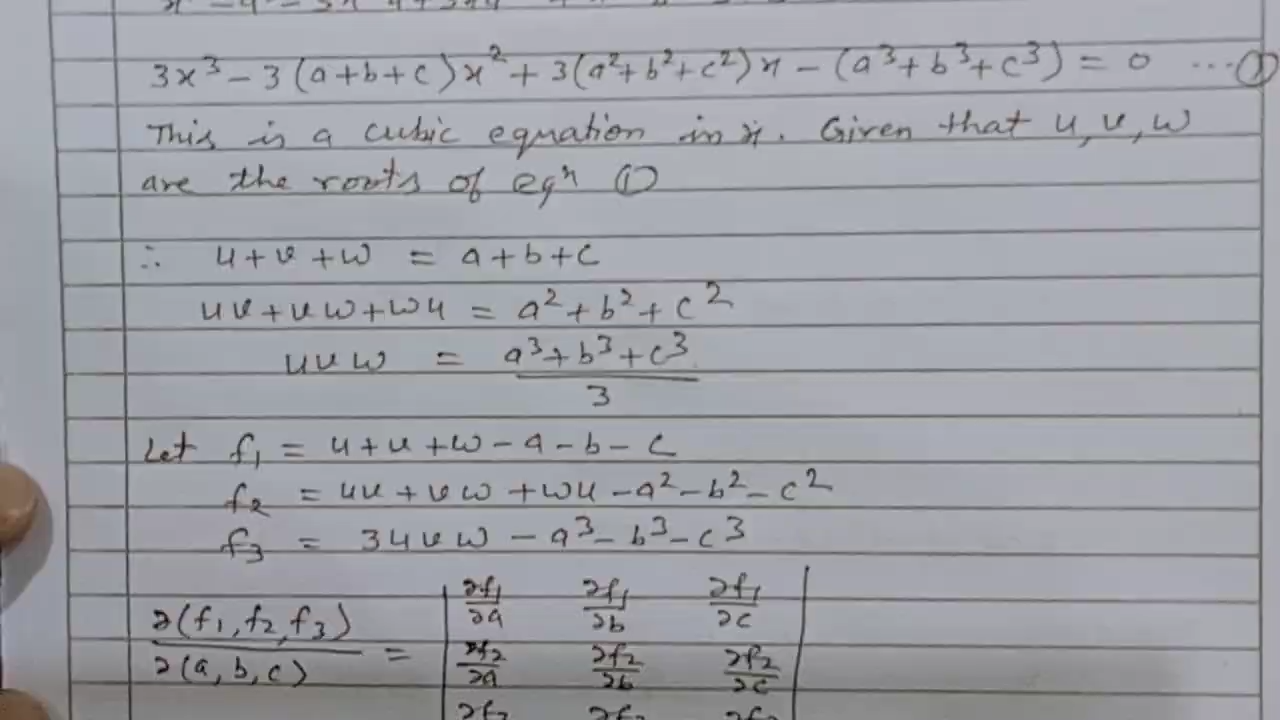 3x³ - 3(a+b+c)x² + 3(a²+b²+c²)x - (a³+b³+c³) = 0 ... ①
This is a cubic equation in x. Given that u, v, w
are the roots of eqⁿ ①
∴ u+v+w = a+b+c
uv+vw+wu = a²+b²+c²
uvw = (a³+b³+c³)/3
Let f₁ = u+v+w-a-b-c
f₂ = uv+vw+wu-a²-b²-c²
f₃ = 3uvw-a³-b³-c³
∂f₁/∂a ∂f₁/∂b ∂f₁/∂c
∂(f₁,f₂,f₃)/∂(a,b,c) = ∂f₂/∂a ∂f₂/∂b ∂f₂/∂c